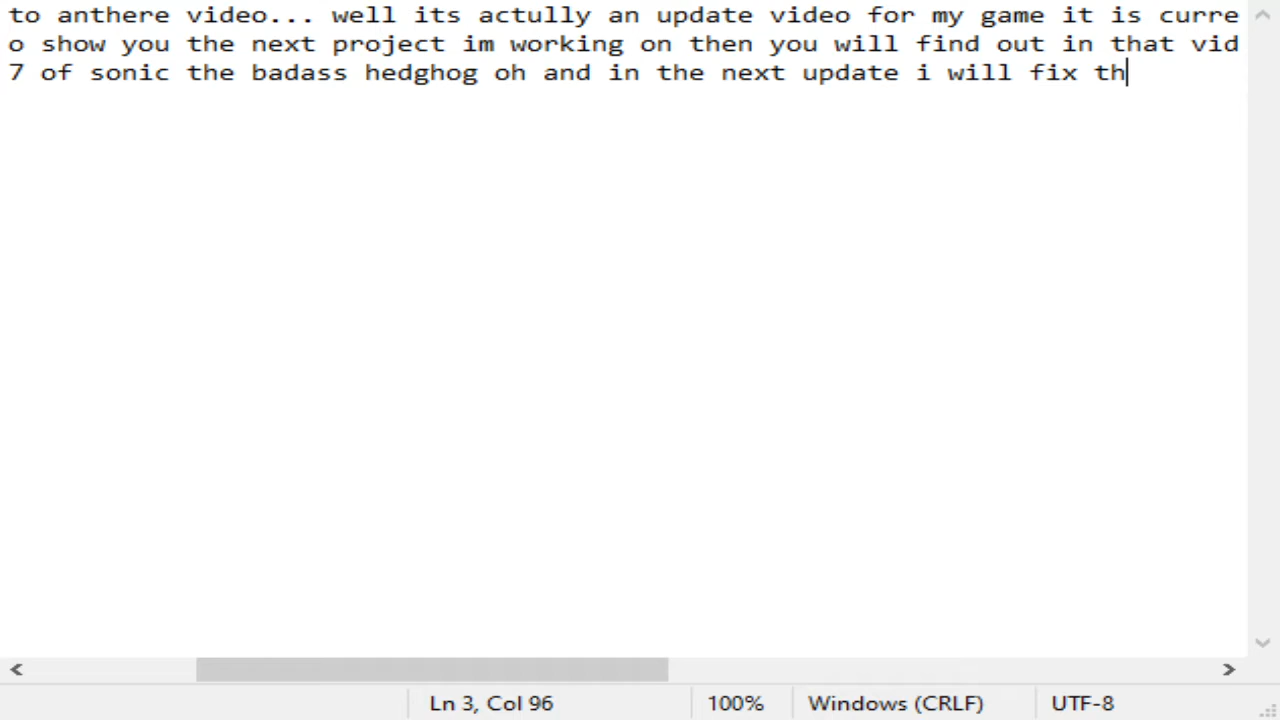 to anthere video... well its actully an update video for my game it is curre
o show you the next project im working on then you will find out in that vid
7 of sonic the badass hedghog oh and in the next update i will fix th
Ln 3, Col 96 100% Windows (CRLF) UTF-8